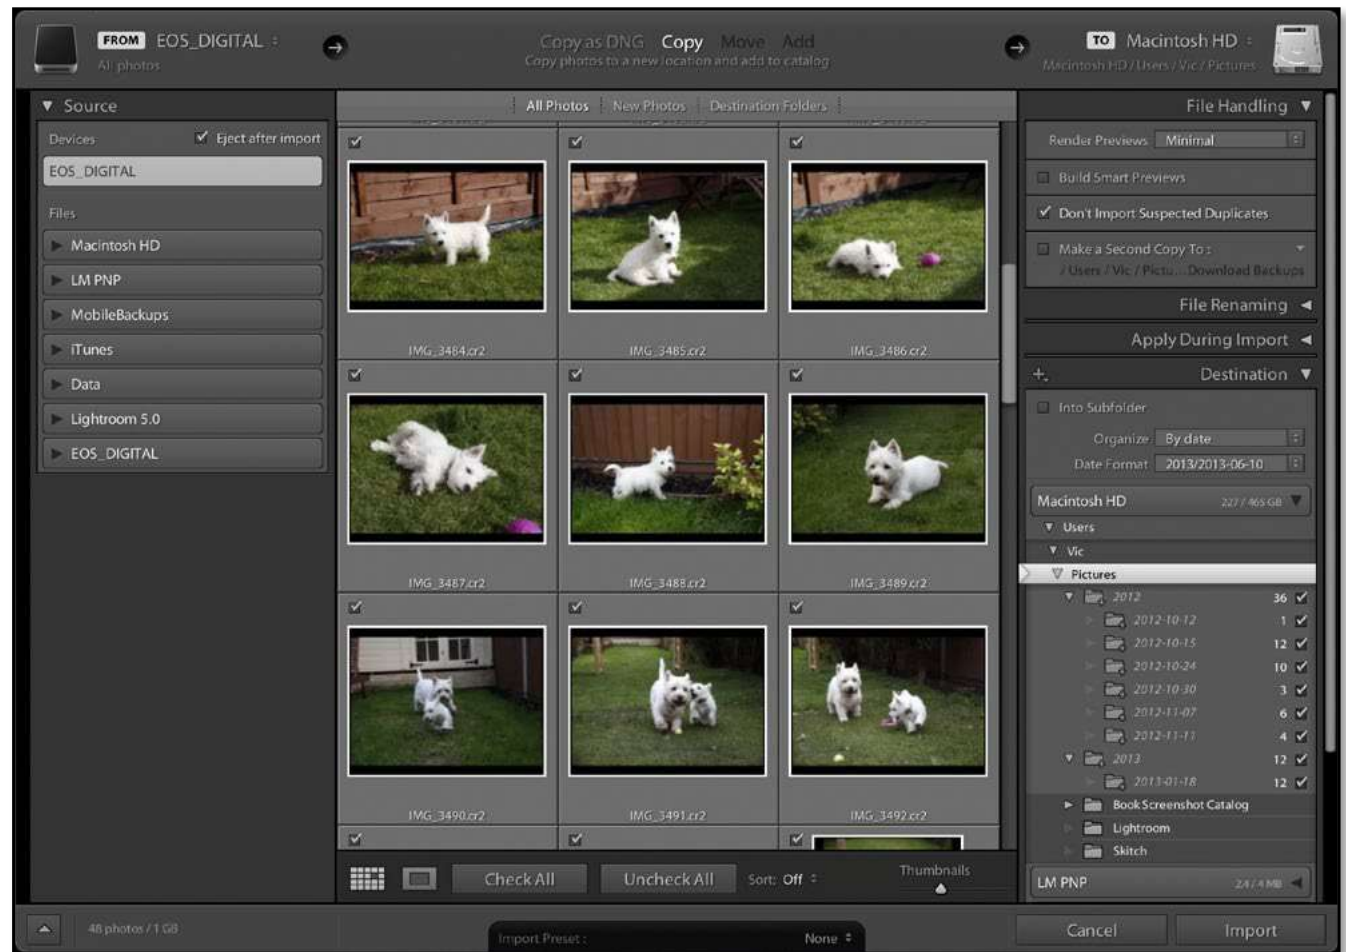 FROM EOS_DIGITAL
All photos
Copy as DNG Copy Move Add
Copy photos to a new location and add to catalog
TO Macintosh HD
Macintosh HD / Users / Vic / Pictures
Source
Devices Eject after import
EOS_DIGITAL
Files
Macintosh HD
LM PNP
MobileBackups
iTunes
Data
Lightroom 5.0
EOS_DIGITAL
All Photos New Photos Destination Folders
IMG_3484.cr2 IMG_3485.cr2 IMG_3486.cr2
IMG_3487.cr2 IMG_3488.cr2 IMG_3489.cr2
IMG_3490.cr2 IMG_3491.cr2 IMG_3492.cr2
Check All Uncheck All Sort: Off Thumbnails
File Handling
Render Previews Minimal
Build Smart Previews
Don't Import Suspected Duplicates
Make a Second Copy To :
/ Users / Vic / Pictu...Download Backups
File Renaming
Apply During Import
Destination
Into Subfolder
Organize By date
Date Format 2013/2013-06-10
Macintosh HD 227 / 465 GB
Users
Vic
Pictures
2012 36
2012-10-12 1
2012-10-15 12
2012-10-24 10
2012-10-30 3
2012-11-07 6
2012-11-11 4
2013 12
2013-01-18 12
Book Screenshot Catalog
Lightroom
Skitch
LM PNP 2.4 / 4 MB
48 photos / 1 GB
Import Preset : None
Cancel Import